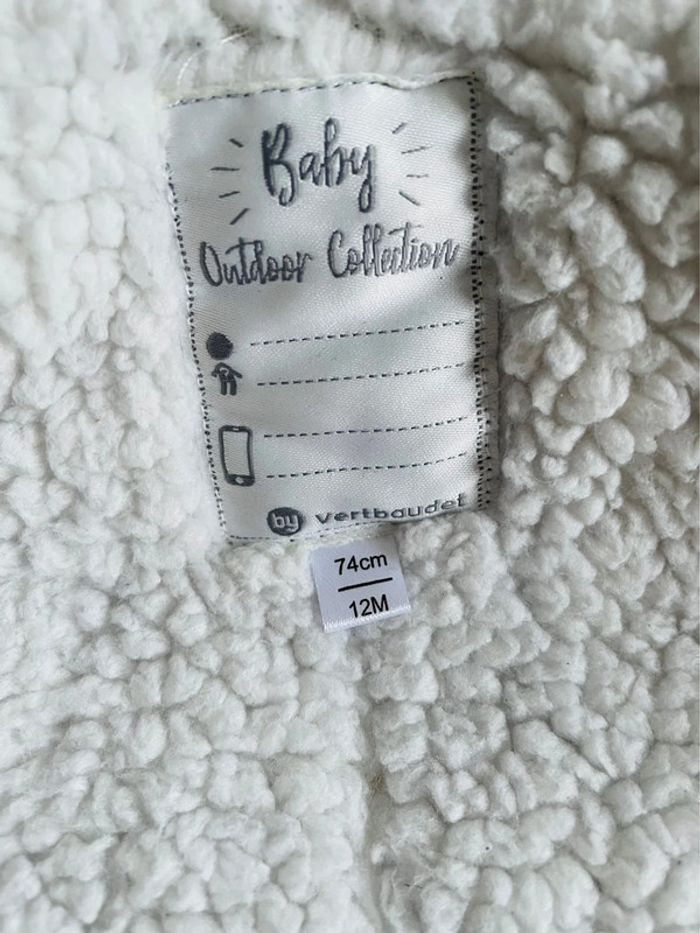 Baby
Outdoor Collection
by vertbaudet
74cm
12M